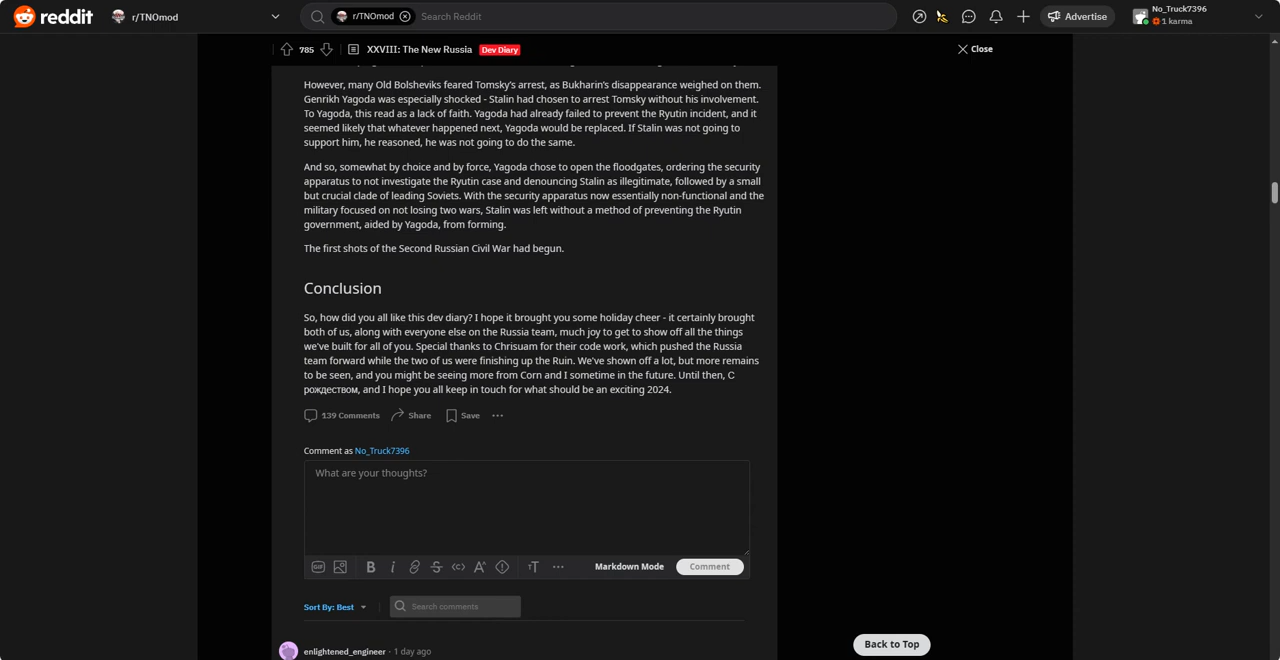 reddit
r/TNOmod
r/TNOmod
Search Reddit
Advertise
No_Truck7396
1 karma
785
XXVIII: The New Russia
Dev Diary
Close
However, many Old Bolsheviks feared Tomsky's arrest, as Bukharin's disappearance weighed on them.
Genrikh Yagoda was especially shocked - Stalin had chosen to arrest Tomsky without his involvement.
To Yagoda, this read as a lack of faith. Yagoda had already failed to prevent the Ryutin incident, and it
seemed likely that whatever happened next, Yagoda would be replaced. If Stalin was not going to
support him, he reasoned, he was not going to do the same.
And so, somewhat by choice and by force, Yagoda chose to open the floodgates, ordering the security
apparatus to not investigate the Ryutin case and denouncing Stalin as illegitimate, followed by a small
but crucial clade of leading Soviets. With the security apparatus now essentially non-functional and the
military focused on not losing two wars, Stalin was left without a method of preventing the Ryutin
government, aided by Yagoda, from forming.
The first shots of the Second Russian Civil War had begun.
Conclusion
So, how did you all like this dev diary? I hope it brought you some holiday cheer - it certainly brought
both of us, along with everyone else on the Russia team, much joy to get to show off all the things
we've built for all of you. Special thanks to Chrisuam for their code work, which pushed the Russia
team forward while the two of us were finishing up the Ruin. We've shown off a lot, but more remains
to be seen, and you might be seeing more from Corn and I sometime in the future. Until then, С
рождеством, and I hope you all keep in touch for what should be an exciting 2024.
139 Comments
Share
Save
Comment as No_Truck7396
What are your thoughts?
GIF
B
i
S
<c>
A
TT
Markdown Mode
Comment
Sort By: Best
Search comments
enlightened_engineer · 1 day ago
Back to Top